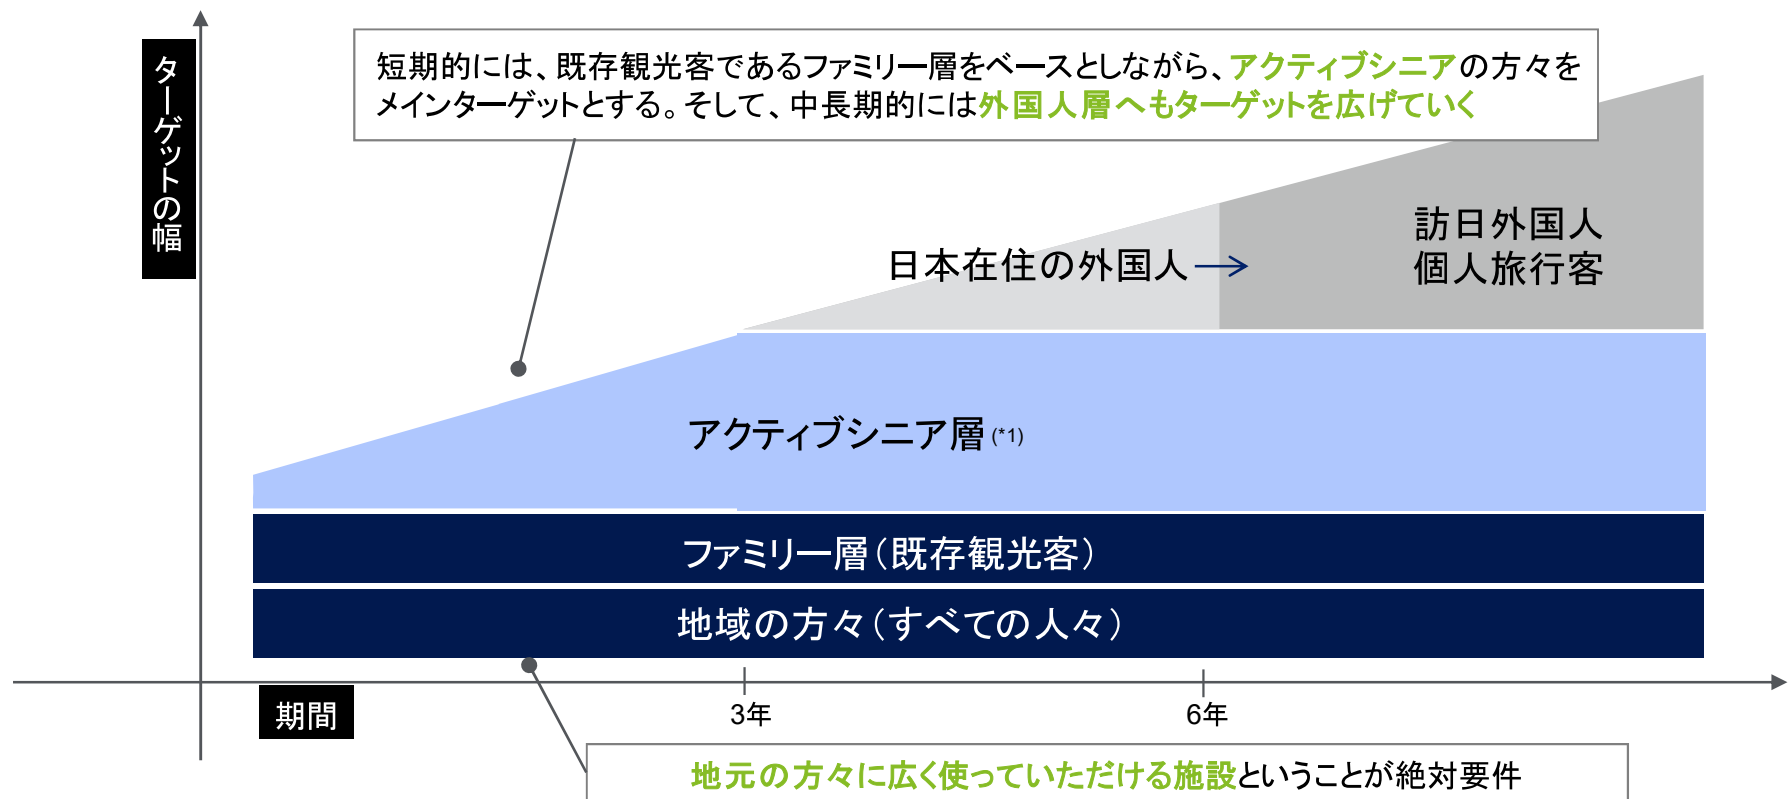 ターゲットの幅
短期的には、既存観光客であるファミリー層をベースとしながら、アクティブシニアの方々を
メインターゲットとする。そして、中長期的には外国人層へもターゲットを広げていく
訪日外国人
個人旅行客
日本在住の外国人
アクティブシニア層(*1)
ファミリー層（既存観光客）
地域の方々（すべての人々）
期間
3年
6年
地元の方々に広く使っていただける施設ということが絶対要件